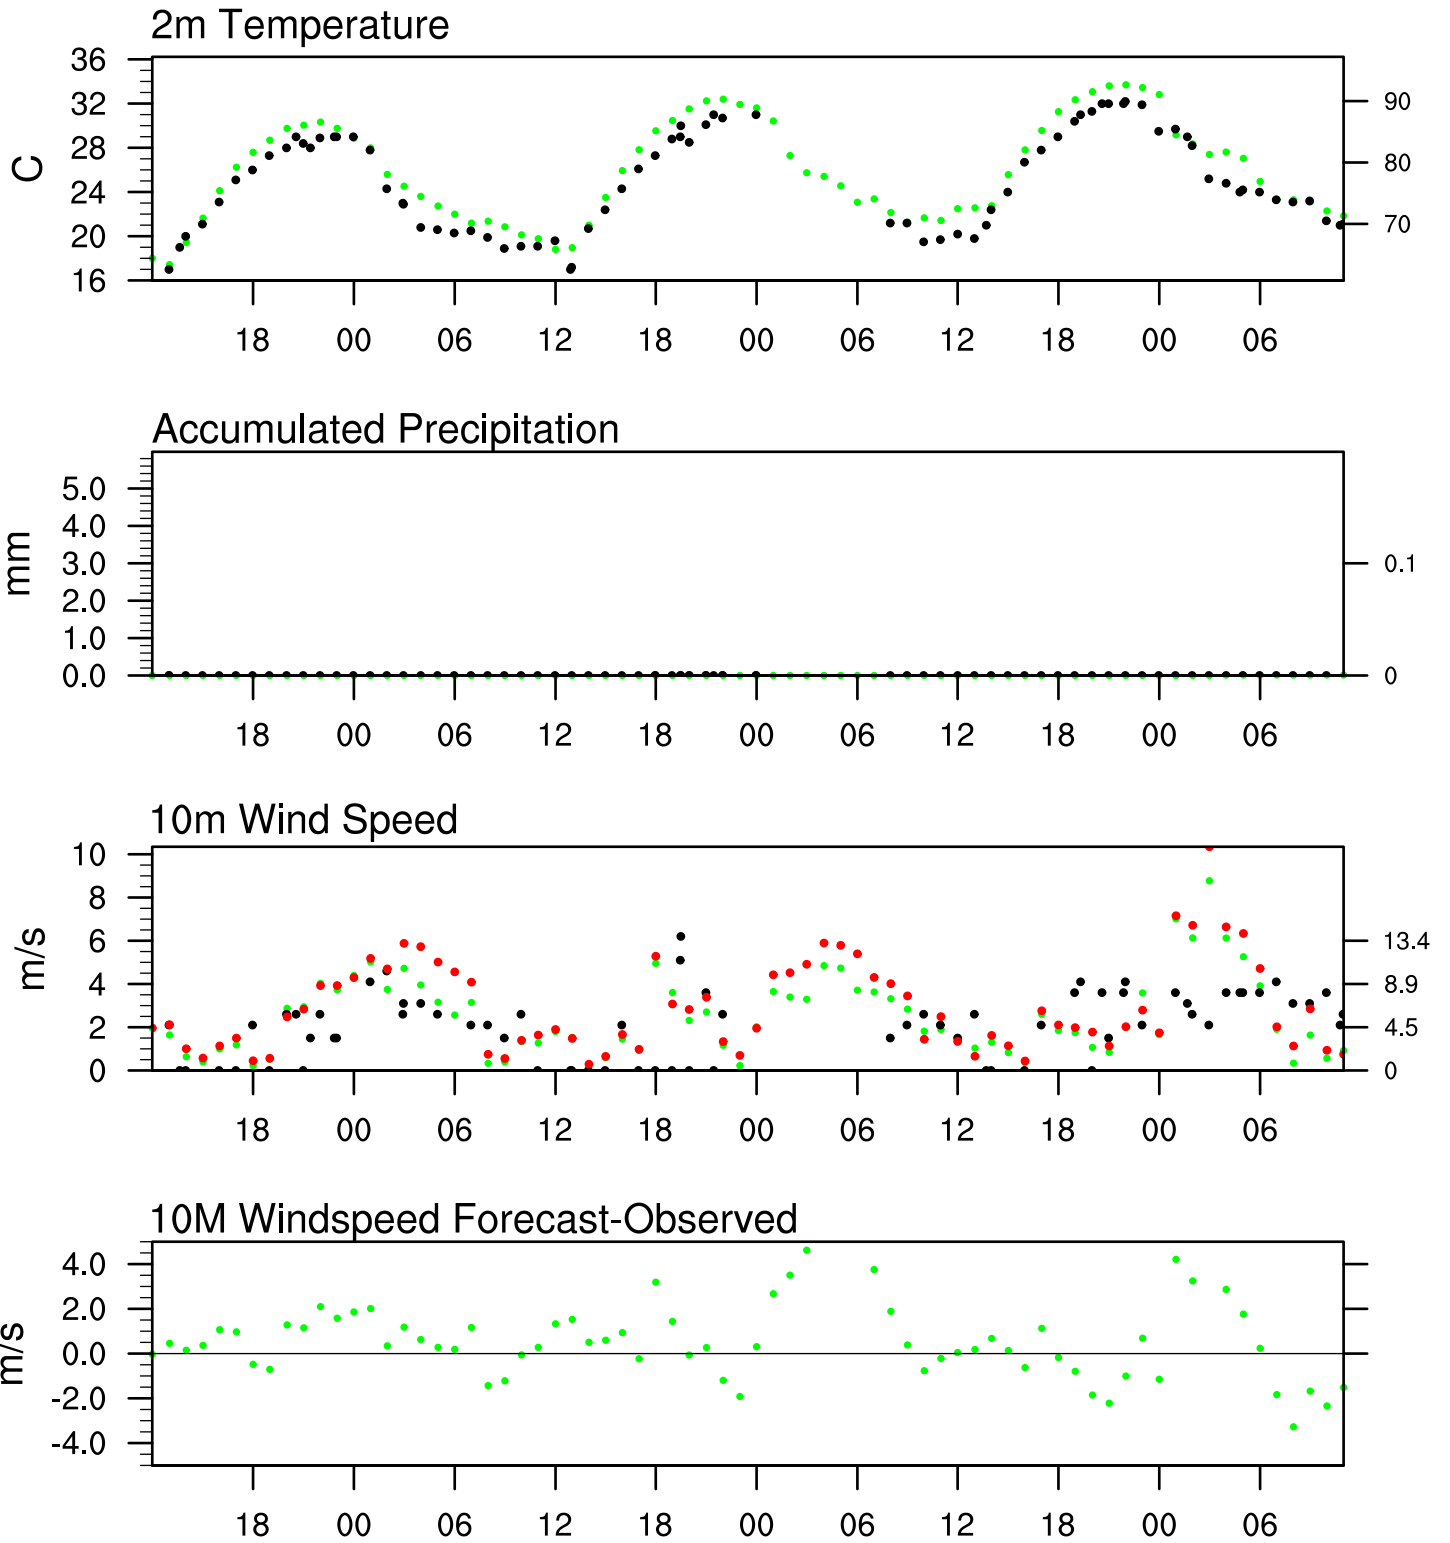 2m Temperature
36
32
28
24
20
16
C
90
80
70
18 00 06 12 18 00 06 12 18 00 06
Accumulated Precipitation
5.0
4.0
3.0
2.0
1.0
0.0
mm
0.1
0
18 00 06 12 18 00 06 12 18 00 06
10m Wind Speed
10
8
6
4
2
0
m/s
13.4
8.9
4.5
0
18 00 06 12 18 00 06 12 18 00 06
10M Windspeed Forecast-Observed
4.0
2.0
0.0
-2.0
-4.0
m/s
18 00 06 12 18 00 06 12 18 00 06